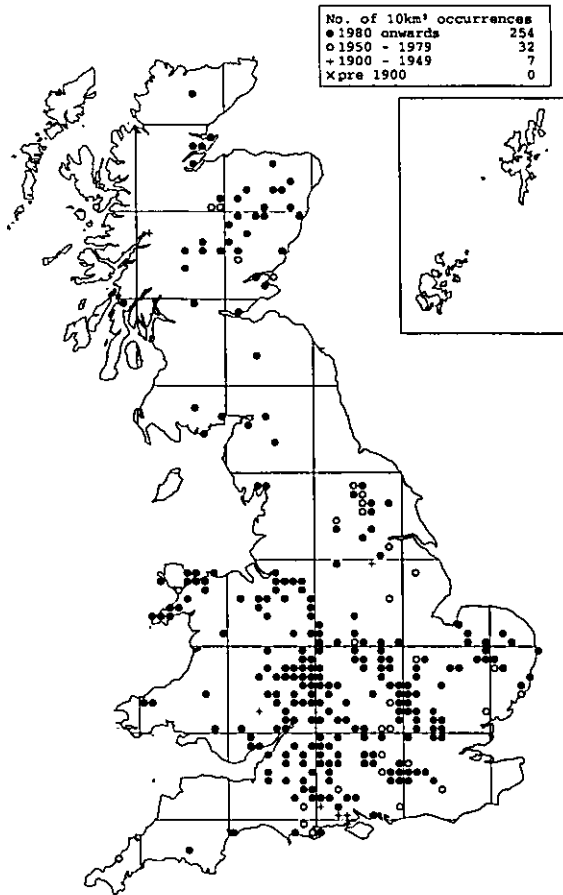 No. of 10km² occurrences
● 1980 onwards 254
○ 1950 - 1979 32
+ 1900 - 1949 7
× pre 1900 0